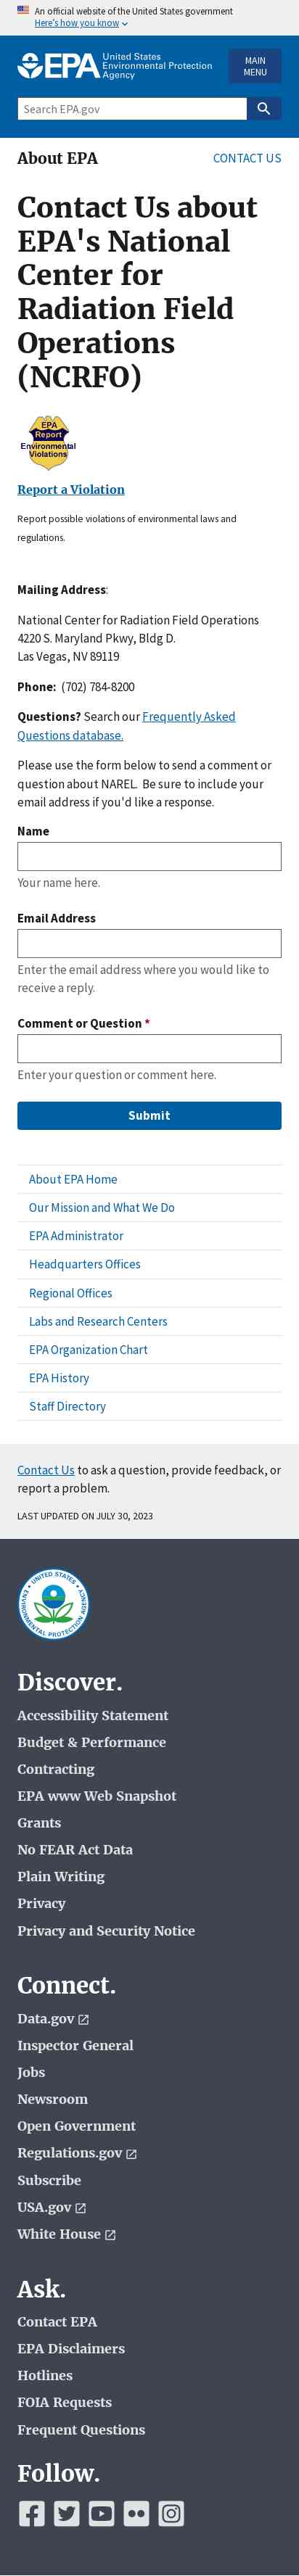 An official website of the United States government
Here's how you know
EPA
United States
Environmental Protection
Agency
MAIN
MENU
Search EPA.gov
About EPA
CONTACT US
Contact Us about
EPA's National
Center for
Radiation Field
Operations
(NCRFO)
EPA
Report
Environmental
Violations
Report a Violation
Report possible violations of environmental laws and
regulations.
Mailing Address:
National Center for Radiation Field Operations
4220 S. Maryland Pkwy, Bldg D.
Las Vegas, NV 89119
Phone: (702) 784-8200
Questions? Search our Frequently Asked
Questions database.
Please use the form below to send a comment or
question about NAREL. Be sure to include your
email address if you'd like a response.
Name
Your name here.
Email Address
Enter the email address where you would like to
receive a reply.
Comment or Question *
Enter your question or comment here.
Submit
About EPA Home
Our Mission and What We Do
EPA Administrator
Headquarters Offices
Regional Offices
Labs and Research Centers
EPA Organization Chart
EPA History
Staff Directory
Contact Us to ask a question, provide feedback, or
report a problem.
LAST UPDATED ON JULY 30, 2023
UNITED STATES
ENVIRONMENTAL PROTECTION AGENCY
Discover.
Accessibility Statement
Budget & Performance
Contracting
EPA www Web Snapshot
Grants
No FEAR Act Data
Plain Writing
Privacy
Privacy and Security Notice
Connect.
Data.gov
Inspector General
Jobs
Newsroom
Open Government
Regulations.gov
Subscribe
USA.gov
White House
Ask.
Contact EPA
EPA Disclaimers
Hotlines
FOIA Requests
Frequent Questions
Follow.